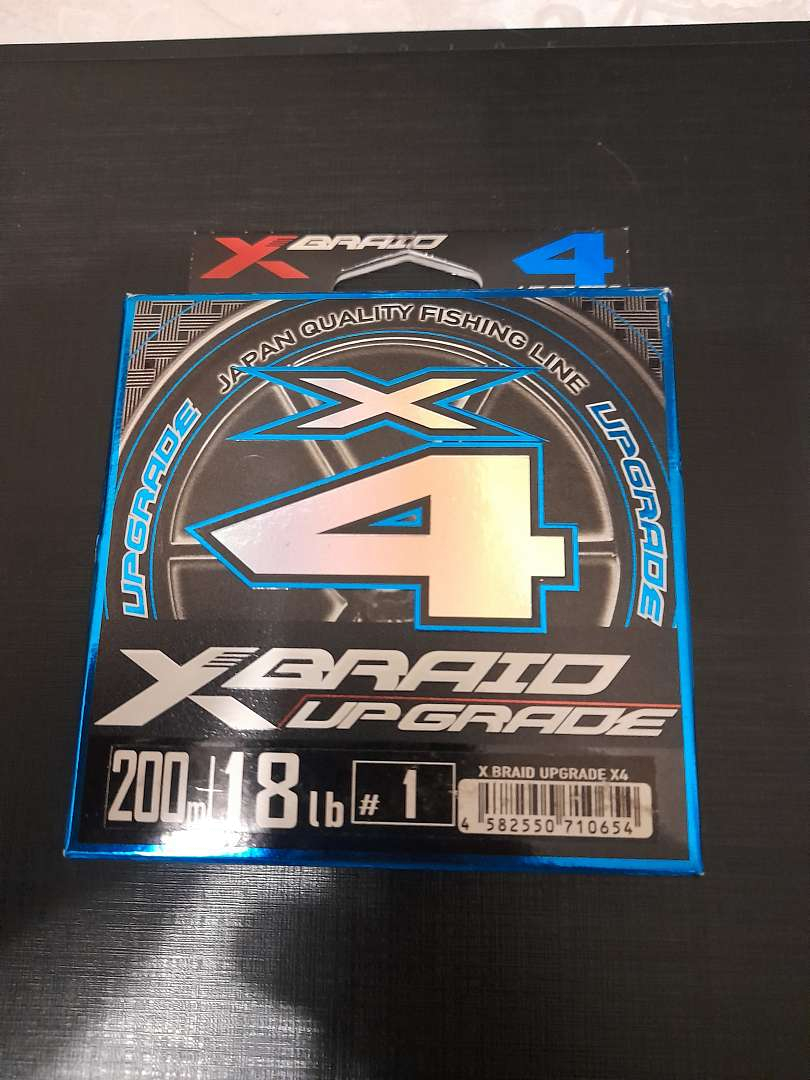 X BRAID 4
JAPAN QUALITY FISHING LINE
UPGRADE
UPGRADE
X
4
X BRAID
UPGRADE
200m 18lb #1
X BRAID UPGRADE X4
4 582550 710654